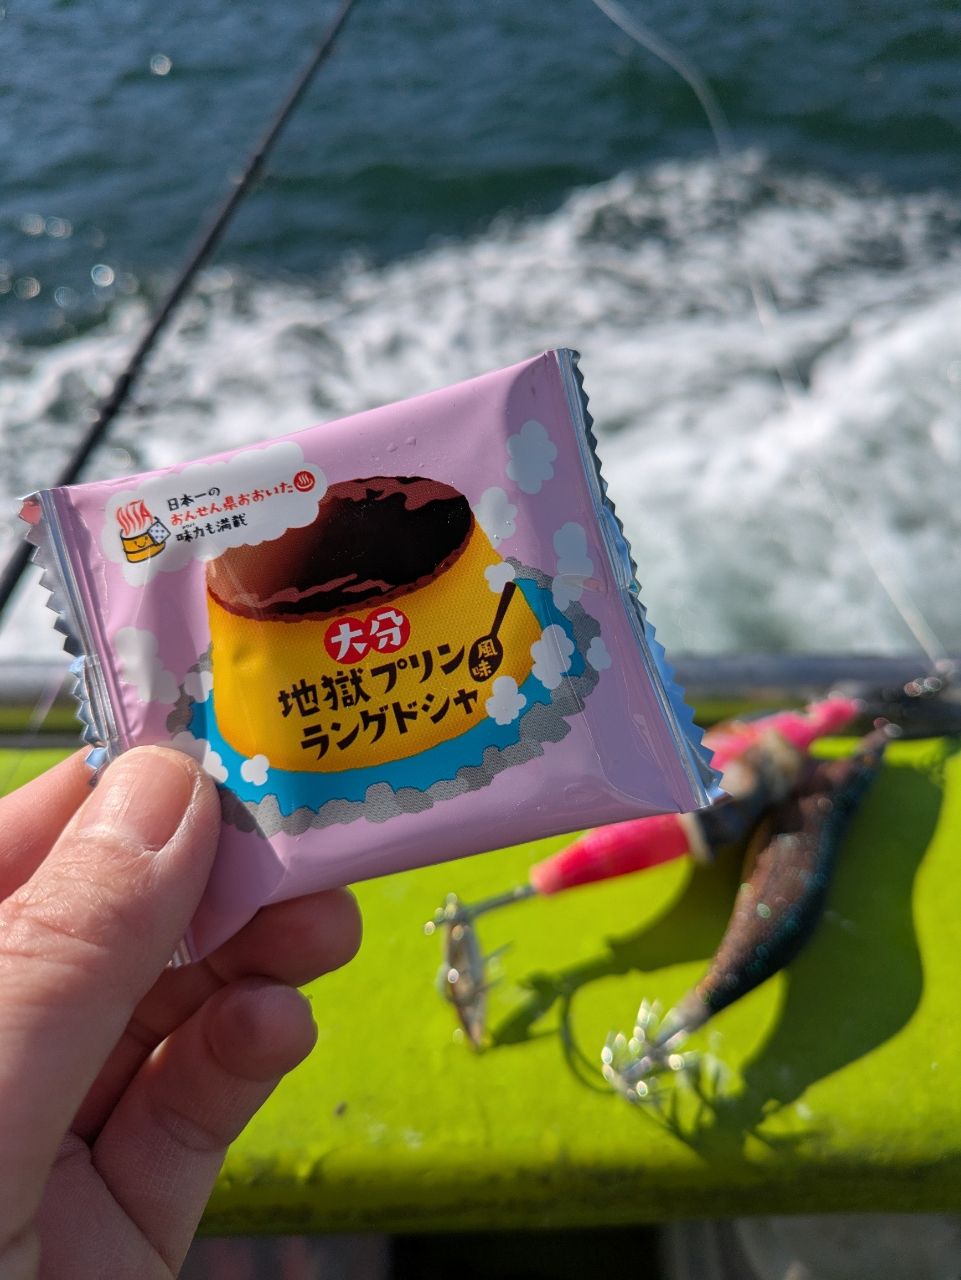 日本一の
おんせん県おおいた♨
味力も満載
大分
地獄プリン風味
ラングドシャ